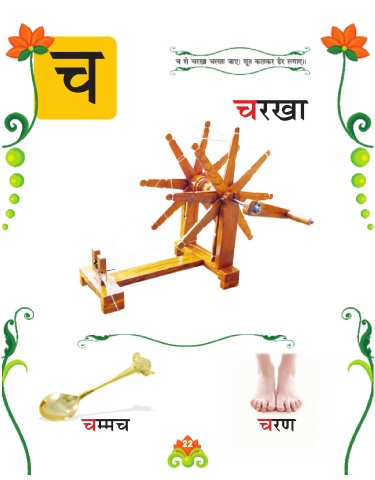 च
च से चरखा चलता जाए। सूत कातकर ढेर लगाए।।
चरखा
चम्मच
चरण
22